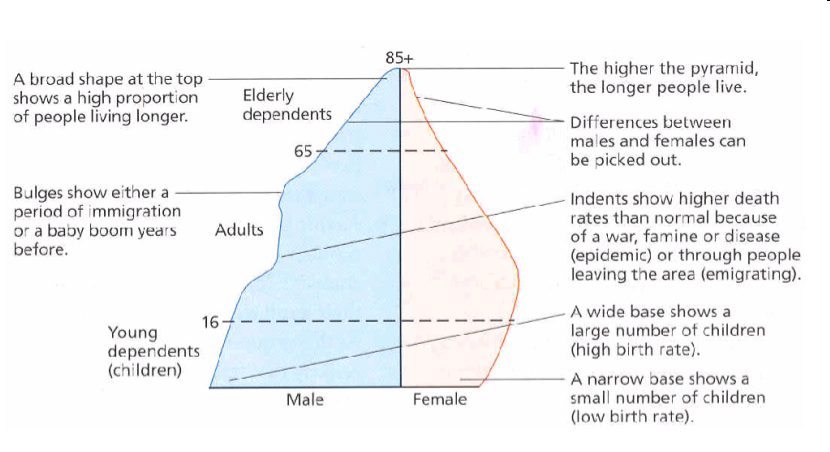 85+
A broad shape at the top
shows a high proportion
of people living longer.
Elderly
dependents
The higher the pyramid,
the longer people live.
Differences between
males and females can
be picked out.
65
Bulges show either a
period of immigration
or a baby boom years
before.
Adults
Indents show higher death
rates than normal because
of a war, famine or disease
(epidemic) or through people
leaving the area (emigrating).
16
Young
dependents
(children)
A wide base shows a
large number of children
(high birth rate).
A narrow base shows a
small number of children
(low birth rate).
Male
Female